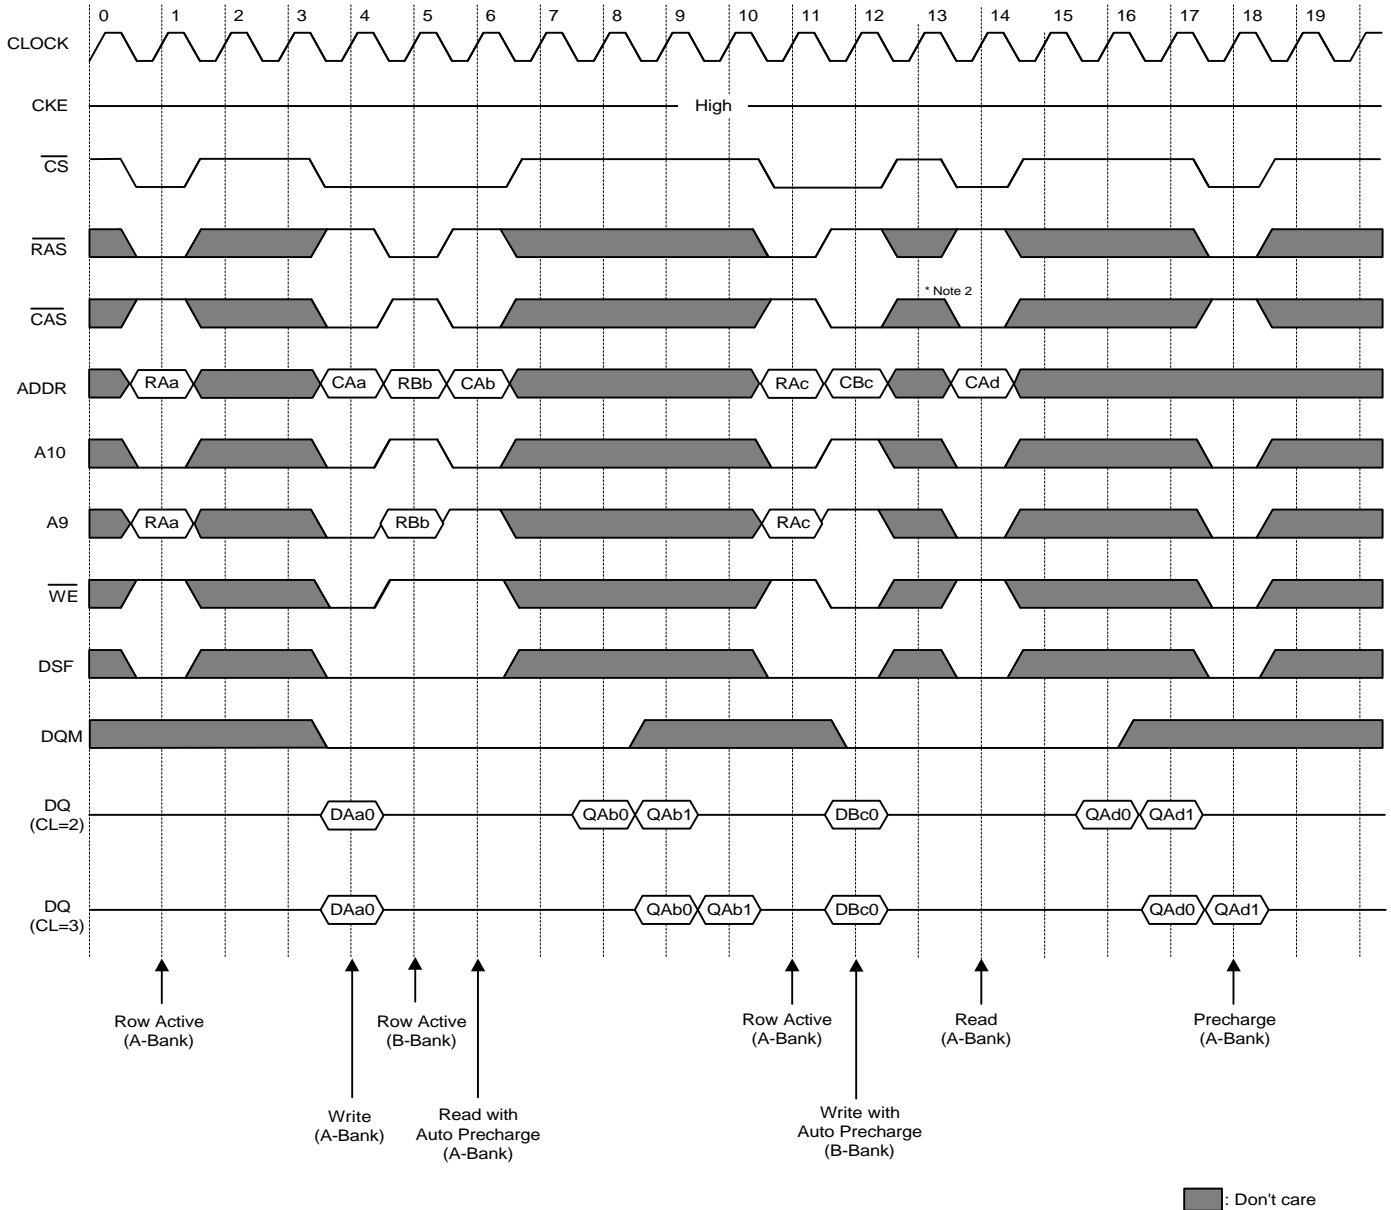 0 1 2 3 4 5 6 7 8 9 10 11 12 13 14 15 16 17 18 19
CLOCK
CKE High
CS
RAS
* Note 2
CAS
ADDR RAa CAa RBb CAb RAc CBc CAd
A10
A9 RAa RBb RAc
WE
DSF
DQM
DQ
(CL=2) DAa0 QAb0 QAb1 DBc0 QAd0 QAd1
DQ
(CL=3) DAa0 QAb0 QAb1 DBc0 QAd0 QAd1
Row Active
(A-Bank)
Row Active
(B-Bank)
Row Active
(A-Bank)
Read
(A-Bank)
Precharge
(A-Bank)
Write
(A-Bank)
Read with
Auto Precharge
(A-Bank)
Write with
Auto Precharge
(B-Bank)
: Don't care